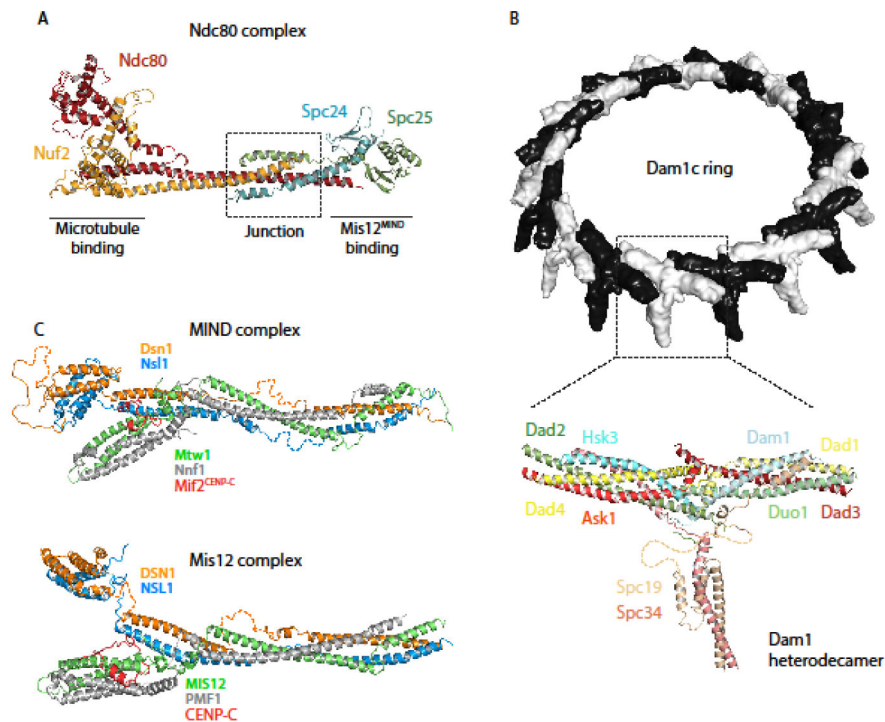 A
Ndc80 complex
Ndc80
Spc24
Spc25
Nuf2
Microtubule
binding
Junction
Mis12MIND
binding
B
Dam1c ring
Dad2
Hsk3
Dam1
Dad1
Dad4
Ask1
Duo1
Dad3
Spc19
Spc34
Dam1
heterodecamer
C
MIND complex
Dsn1
Nsl1
Mtw1
Nnf1
Mif2CENP-C
Mis12 complex
DSN1
NSL1
MIS12
PMF1
CENP-C